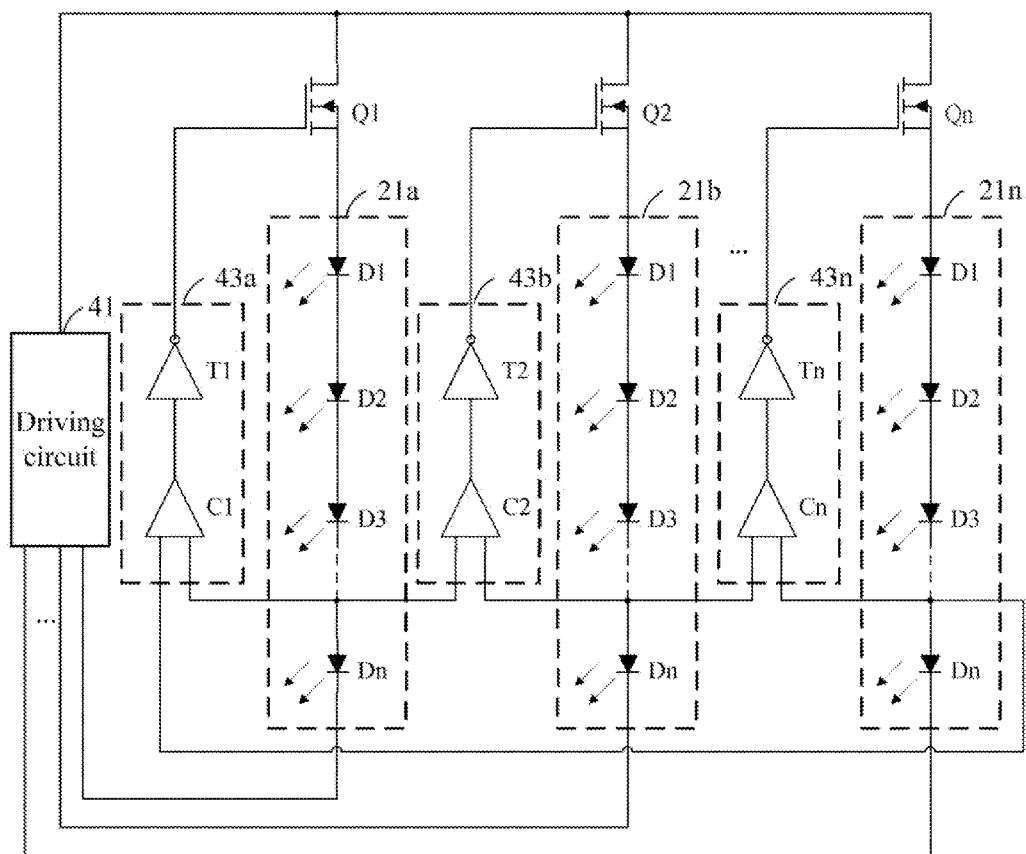 Q1
Q2
Qn
21a
21b
21n
...
D1
D1
D1
43a
43b
43n
41
T1
T2
Tn
D2
D2
D2
Driving
circuit
C1
C2
Cn
D3
D3
D3
...
Dn
Dn
Dn